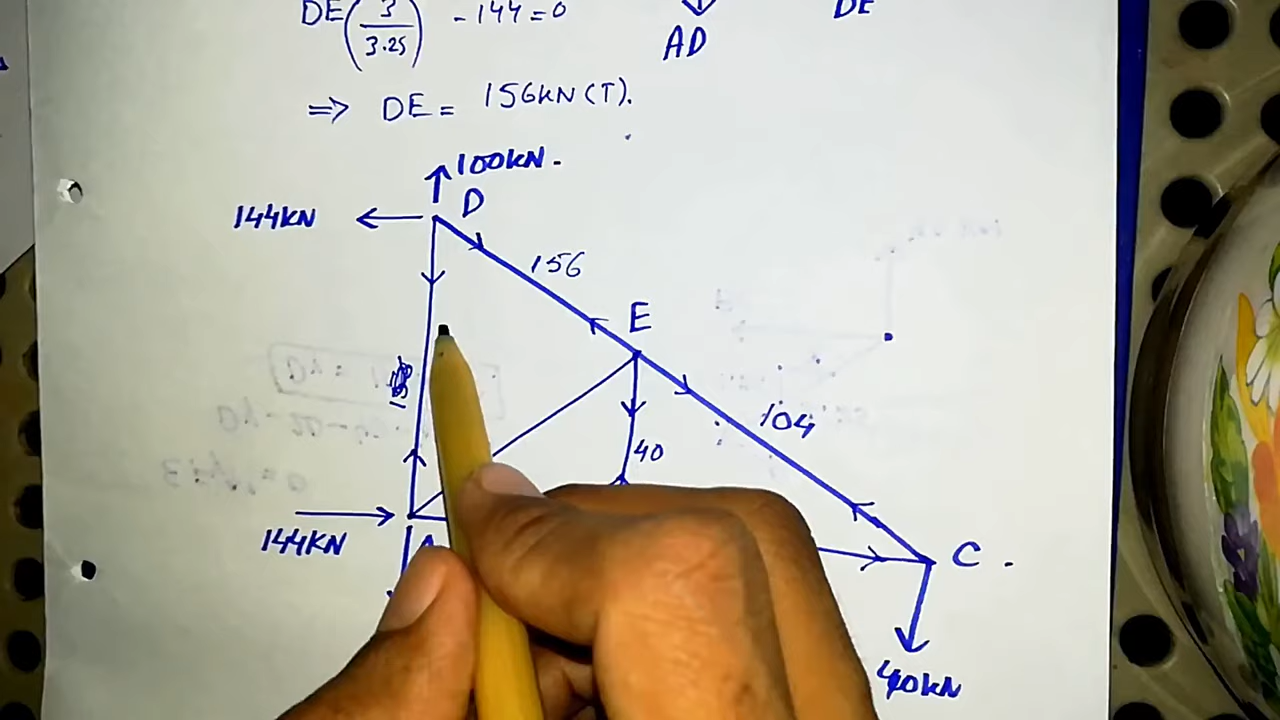 DE(3/3.25) - 144 = 0
AD
DE
=> DE = 156KN (T).
100KN.
144KN
D
156
E
104
40
144KN
A
C.
40KN